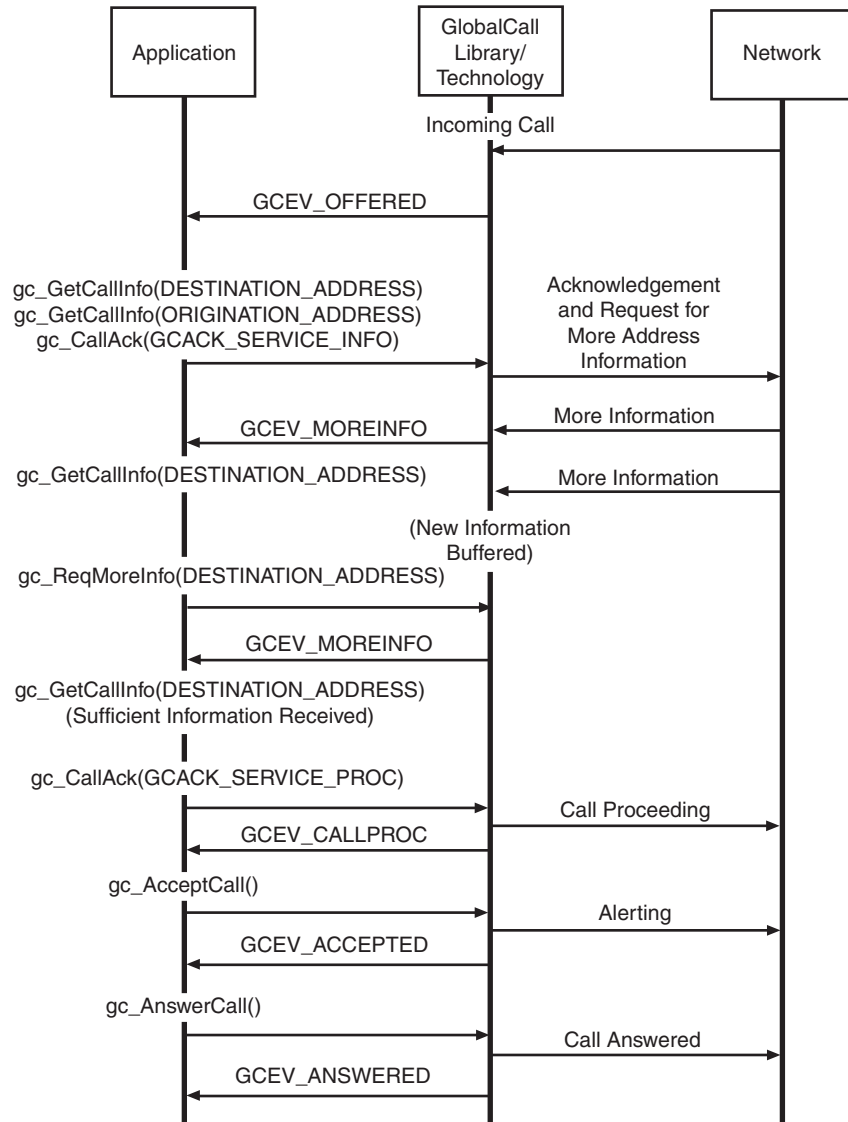 Application
GlobalCall
Library/
Technology
Network
Incoming Call
GCEV_OFFERED
gc_GetCallInfo(DESTINATION_ADDRESS)
gc_GetCallInfo(ORIGINATION_ADDRESS)
gc_CallAck(GCACK_SERVICE_INFO)
Acknowledgement
and Request for
More Address
Information
More Information
GCEV_MOREINFO
gc_GetCallInfo(DESTINATION_ADDRESS)
More Information
(New Information
Buffered)
gc_ReqMoreInfo(DESTINATION_ADDRESS)
GCEV_MOREINFO
gc_GetCallInfo(DESTINATION_ADDRESS)
(Sufficient Information Received)
gc_CallAck(GCACK_SERVICE_PROC)
Call Proceeding
GCEV_CALLPROC
gc_AcceptCall()
Alerting
GCEV_ACCEPTED
gc_AnswerCall()
Call Answered
GCEV_ANSWERED